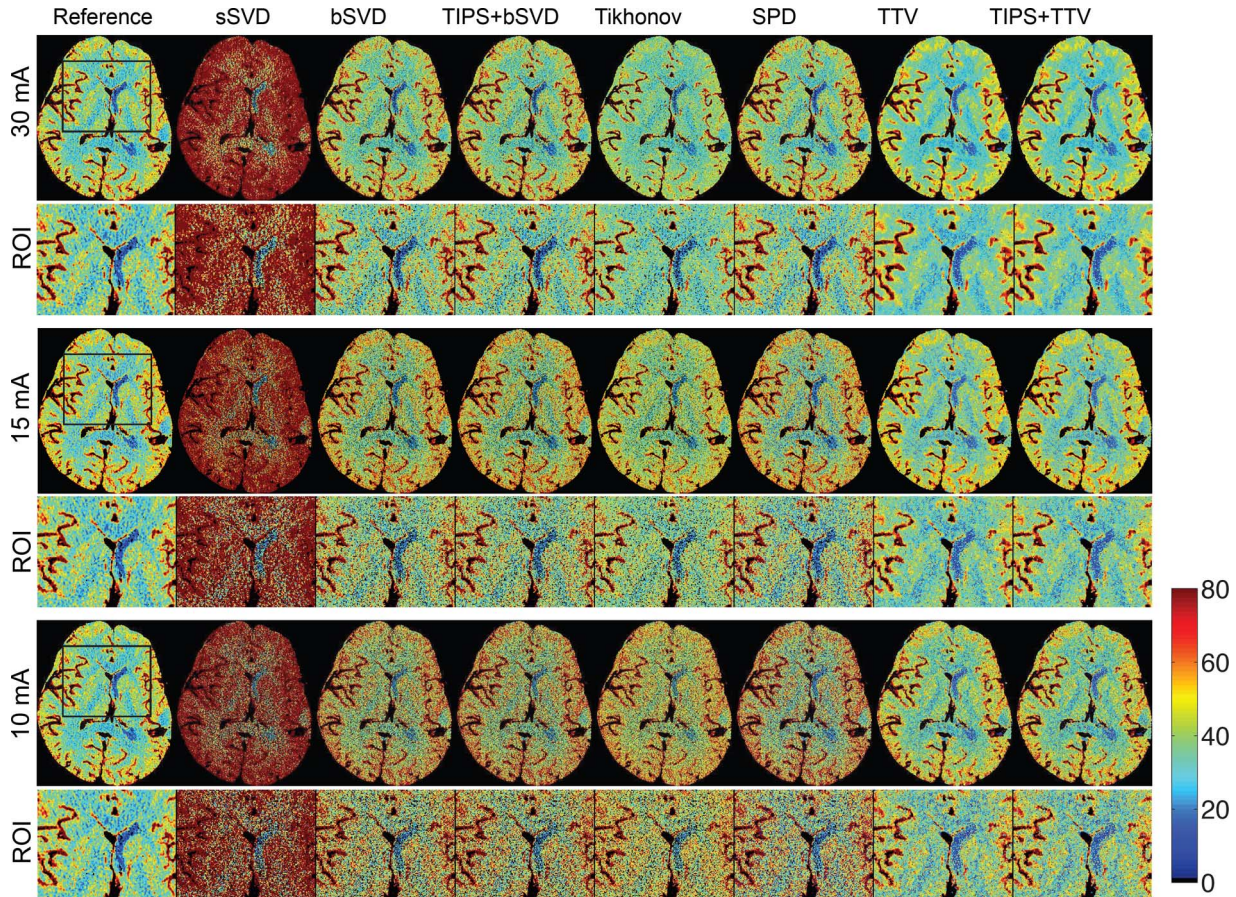 Reference sSVD bSVD TIPS+bSVD Tikhonov SPD TTV TIPS+TTV
30 mA
ROI
15 mA
ROI
10 mA
ROI
80
60
40
20
0